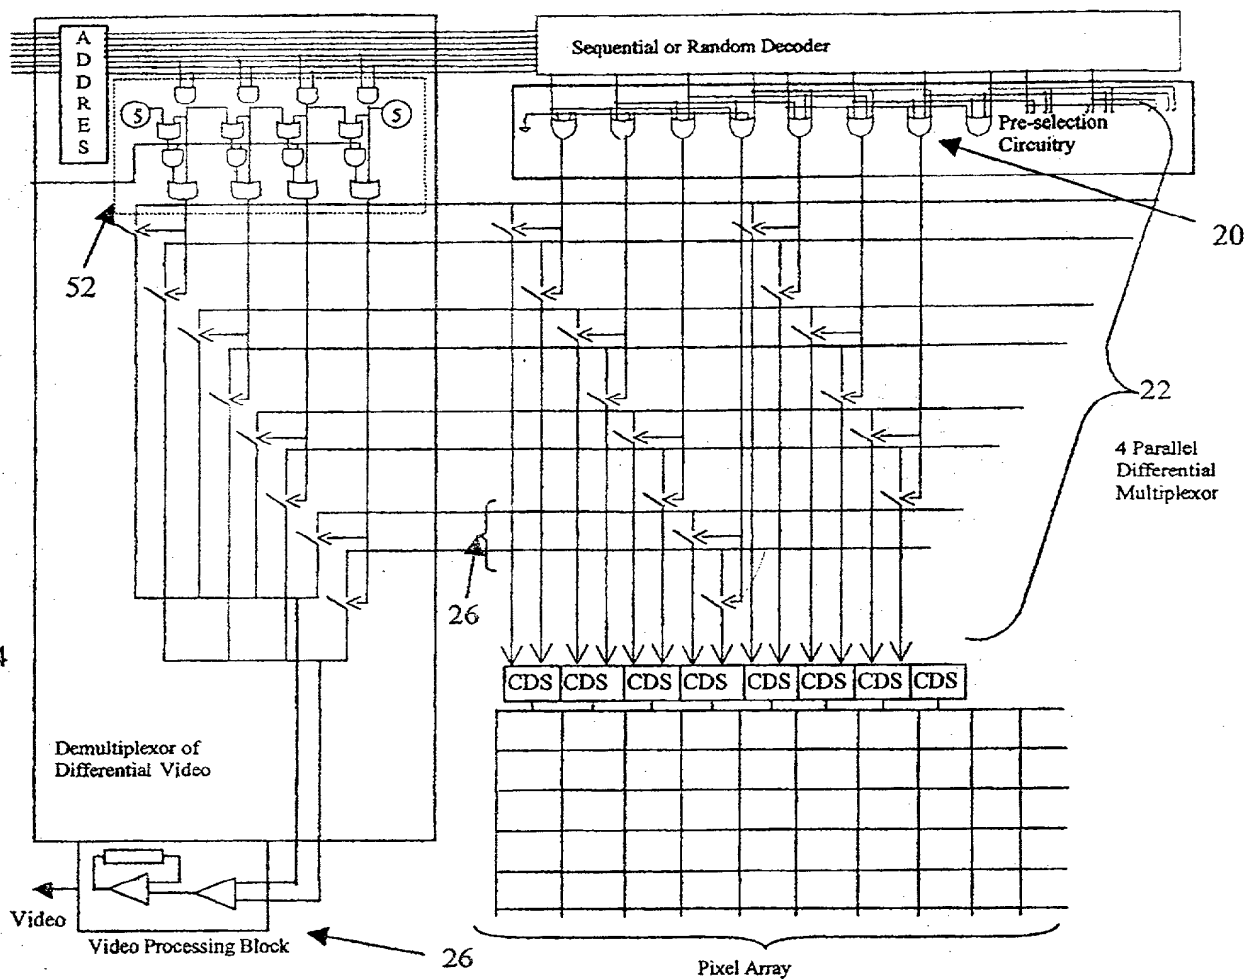 ADDRES
Sequential or Random Decoder
S
S
Pre-selection
Circuitry
20
52
22
4 Parallel
Differential
Multiplexor
26
4
CDS CDS CDS CDS CDS CDS CDS CDS
Demultiplexor of
Differential Video
Video
Video Processing Block
26
Pixel Array